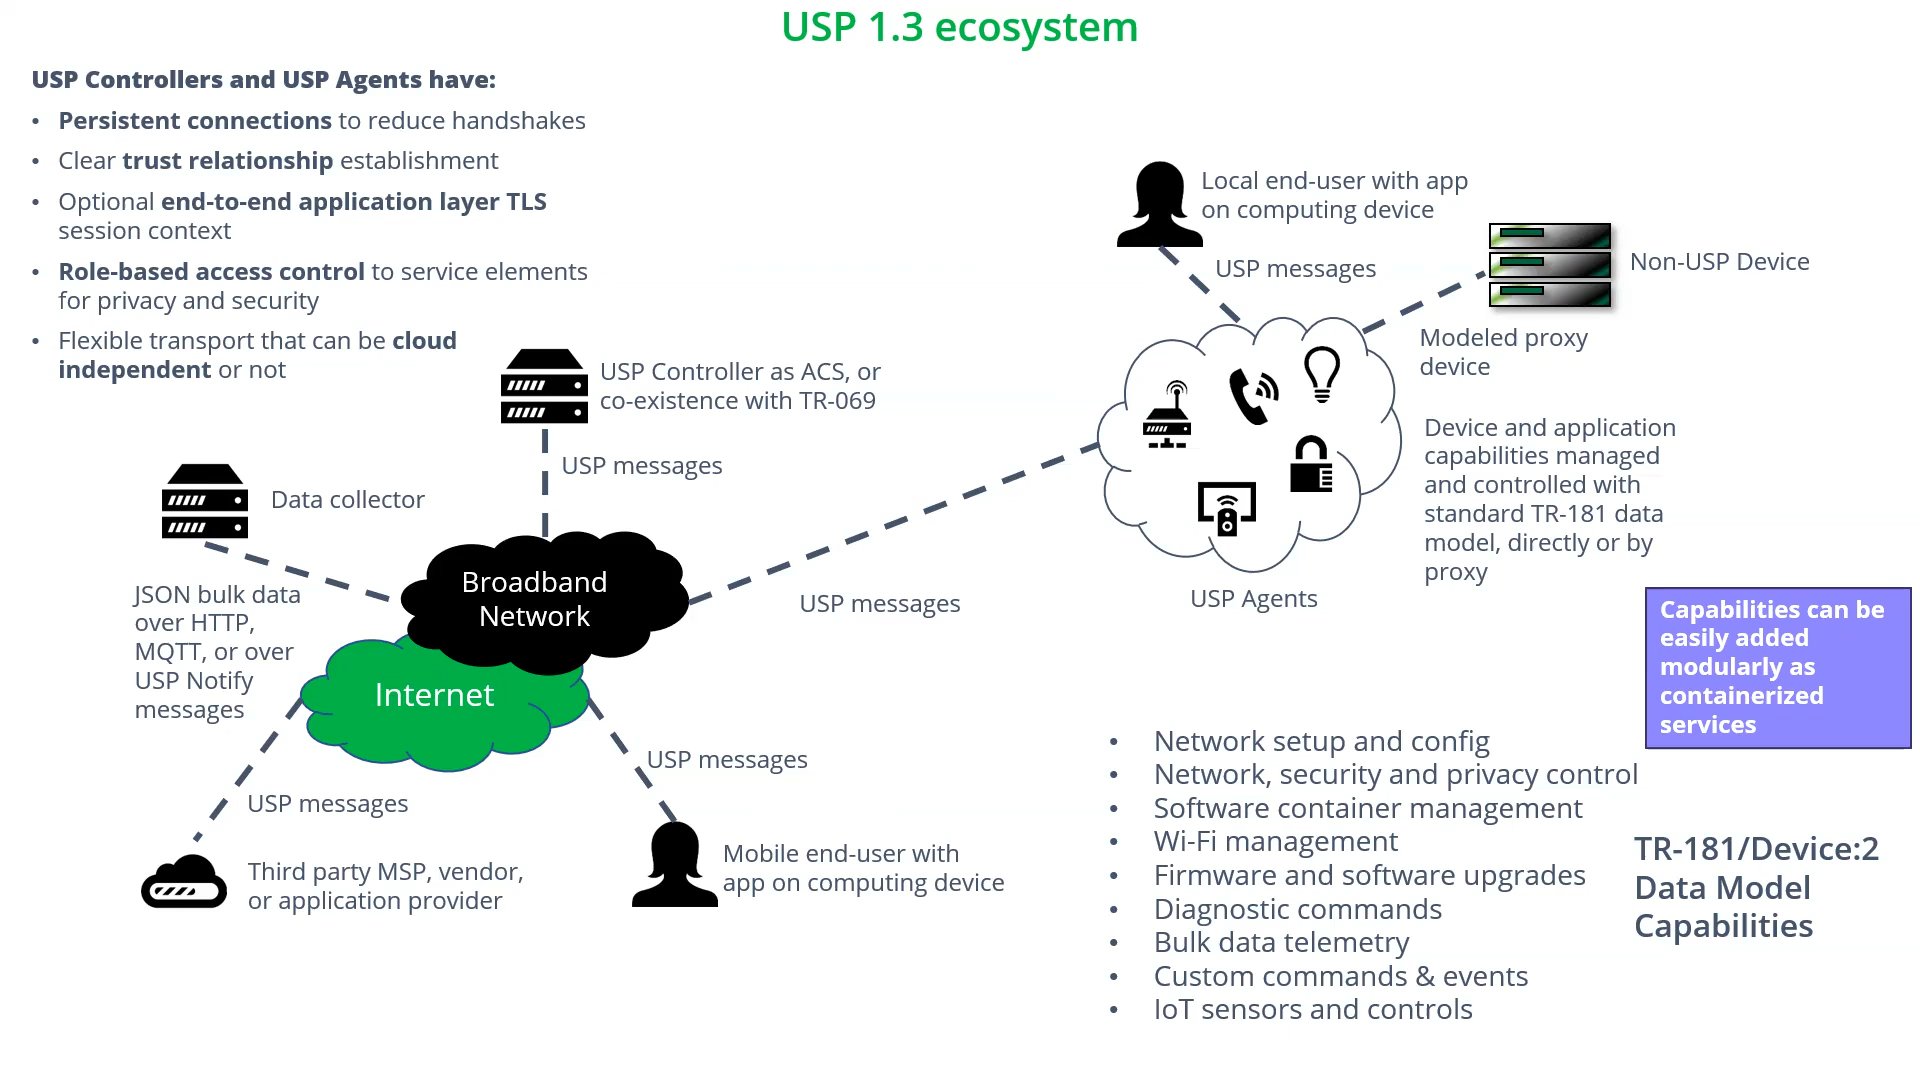 USP 1.3 ecosystem
USP Controllers and USP Agents have:
• Persistent connections to reduce handshakes
• Clear trust relationship establishment
• Optional end-to-end application layer TLS
session context
• Role-based access control to service elements
for privacy and security
• Flexible transport that can be cloud
independent or not
USP Controller as ACS, or
co-existence with TR-069
USP messages
Data collector
JSON bulk data
over HTTP,
MQTT, or over
USP Notify
messages
Broadband
Network
Internet
USP messages
Third party MSP, vendor,
or application provider
USP messages
Mobile end-user with
app on computing device
USP messages
Local end-user with app
on computing device
USP messages
Non-USP Device
Modeled proxy
device
Device and application
capabilities managed
and controlled with
standard TR-181 data
model, directly or by
proxy
USP Agents
Capabilities can be
easily added
modularly as
containerized
services
• Network setup and config
• Network, security and privacy control
• Software container management
• Wi-Fi management
• Firmware and software upgrades
• Diagnostic commands
• Bulk data telemetry
• Custom commands & events
• IoT sensors and controls
TR-181/Device:2
Data Model
Capabilities